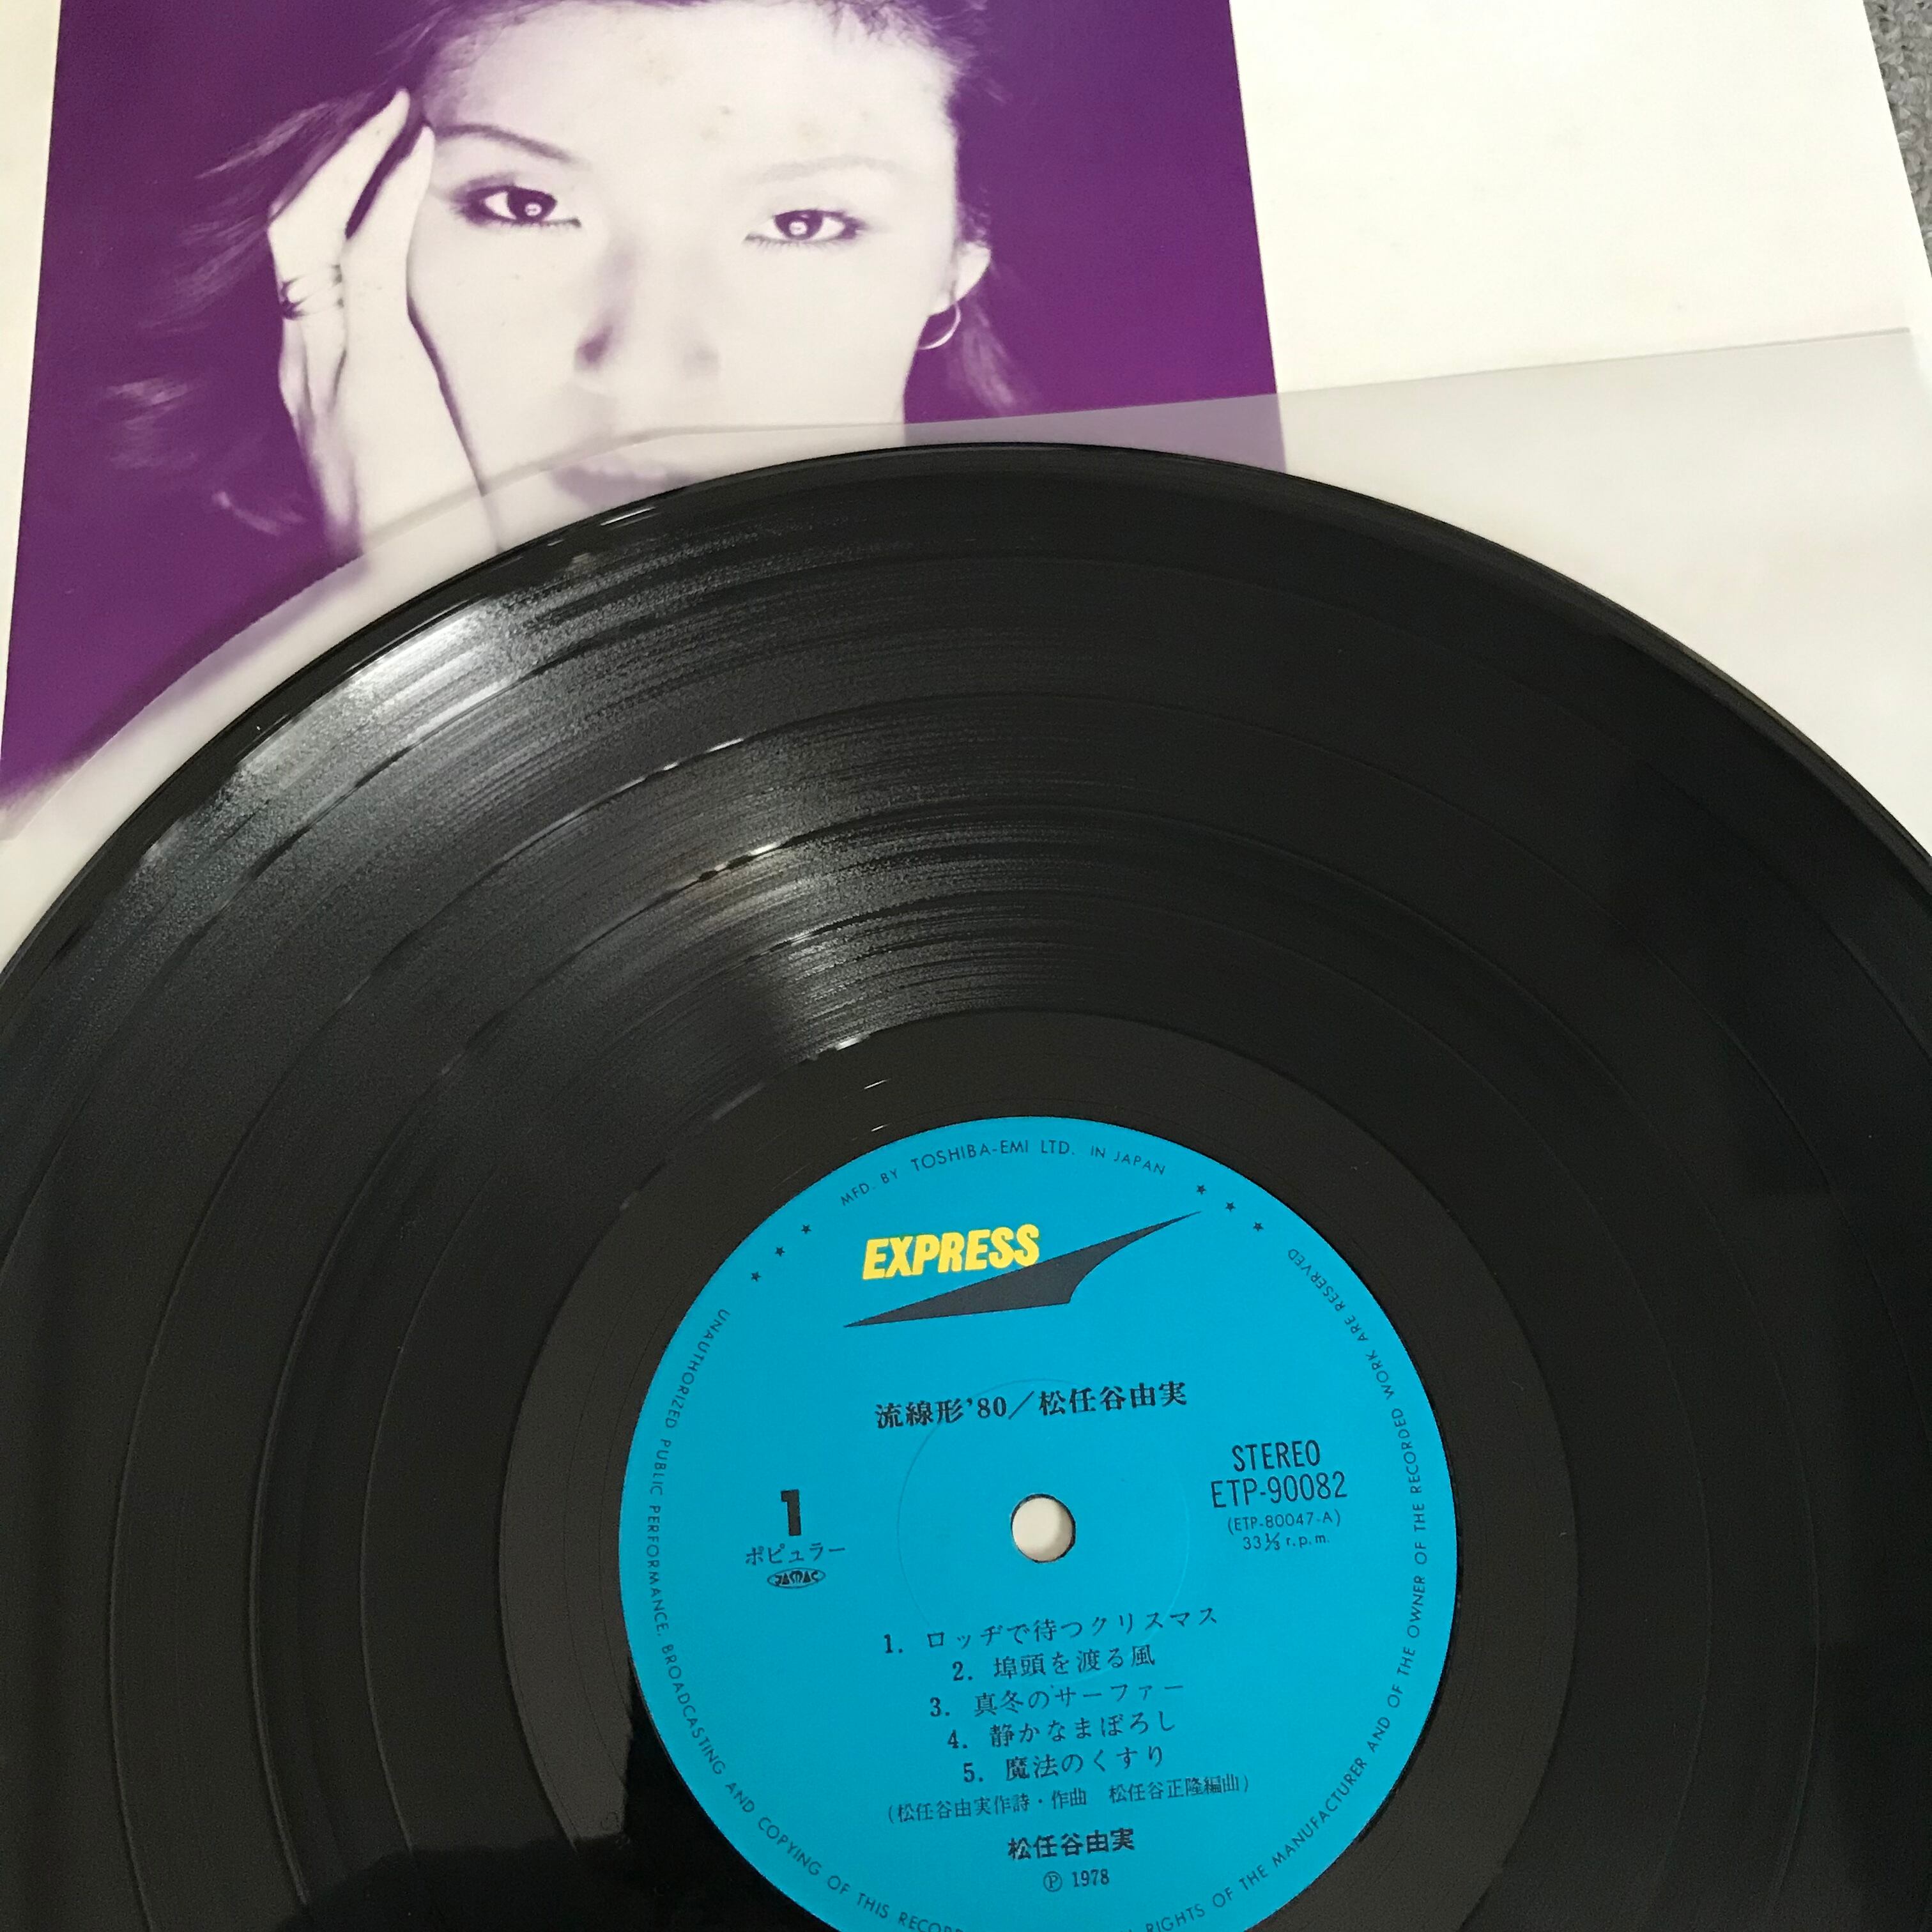 MFD. BY TOSHIBA-EMI LTD. IN JAPAN
EXPRESS
流線形'80／松任谷由実
STEREO
ETP-90082
(ETP-80047-A)
33⅓ r.p.m.
1
ポピュラー
JASRAC
1. ロッヂで待つクリスマス
2. 埠頭を渡る風
3. 真冬のサーファー
4. 静かなまぼろし
5. 魔法のくすり
(松任谷由実作詩・作曲　松任谷正隆編曲)
松任谷由実
Ⓟ 1978
UNAUTHORIZED PUBLIC PERFORMANCE, BROADCASTING AND COPYING OF THIS RECORD
RIGHTS OF THE MANUFACTURER AND OF THE OWNER OF THE RECORDED WORK ARE RESERVED